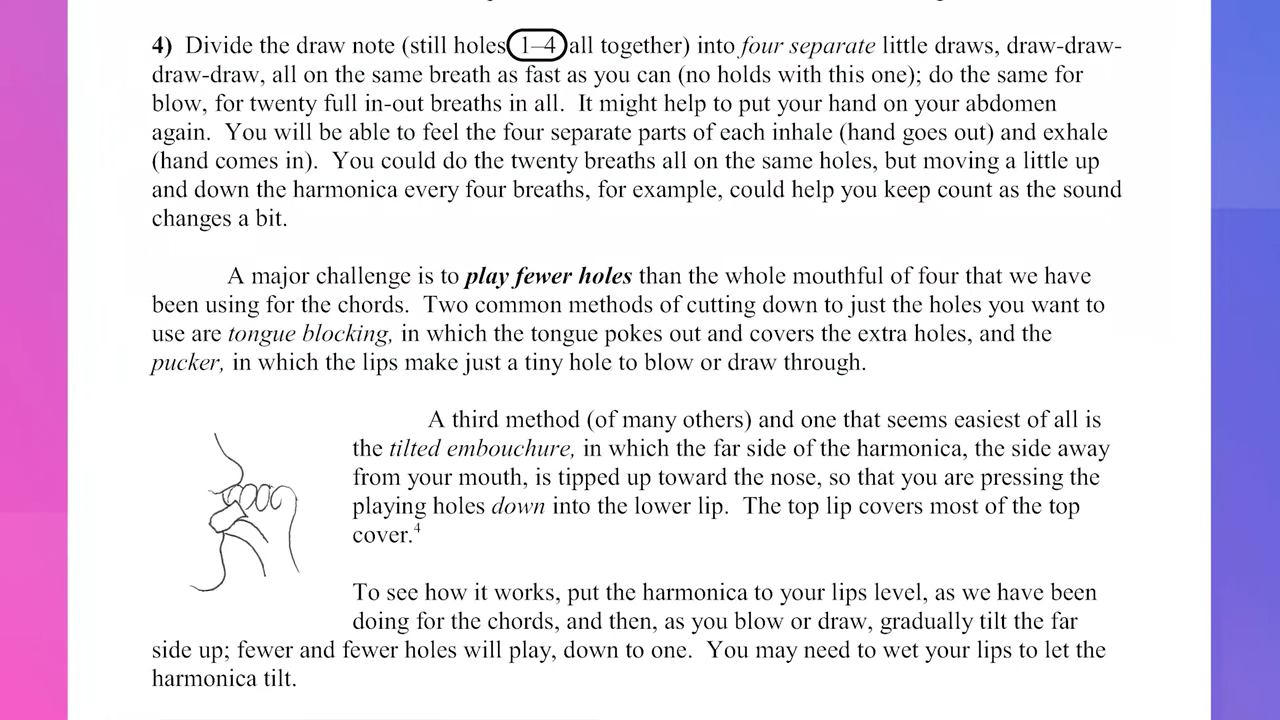 4) Divide the draw note (still holes 1–4 all together) into four separate little draws, draw-draw-
draw-draw, all on the same breath as fast as you can (no holds with this one); do the same for
blow, for twenty full in-out breaths in all. It might help to put your hand on your abdomen
again. You will be able to feel the four separate parts of each inhale (hand goes out) and exhale
(hand comes in). You could do the twenty breaths all on the same holes, but moving a little up
and down the harmonica every four breaths, for example, could help you keep count as the sound
changes a bit.
A major challenge is to play fewer holes than the whole mouthful of four that we have
been using for the chords. Two common methods of cutting down to just the holes you want to
use are tongue blocking, in which the tongue pokes out and covers the extra holes, and the
pucker, in which the lips make just a tiny hole to blow or draw through.
A third method (of many others) and one that seems easiest of all is
the tilted embouchure, in which the far side of the harmonica, the side away
from your mouth, is tipped up toward the nose, so that you are pressing the
playing holes down into the lower lip. The top lip covers most of the top
cover.4
To see how it works, put the harmonica to your lips level, as we have been
doing for the chords, and then, as you blow or draw, gradually tilt the far
side up; fewer and fewer holes will play, down to one. You may need to wet your lips to let the
harmonica tilt.